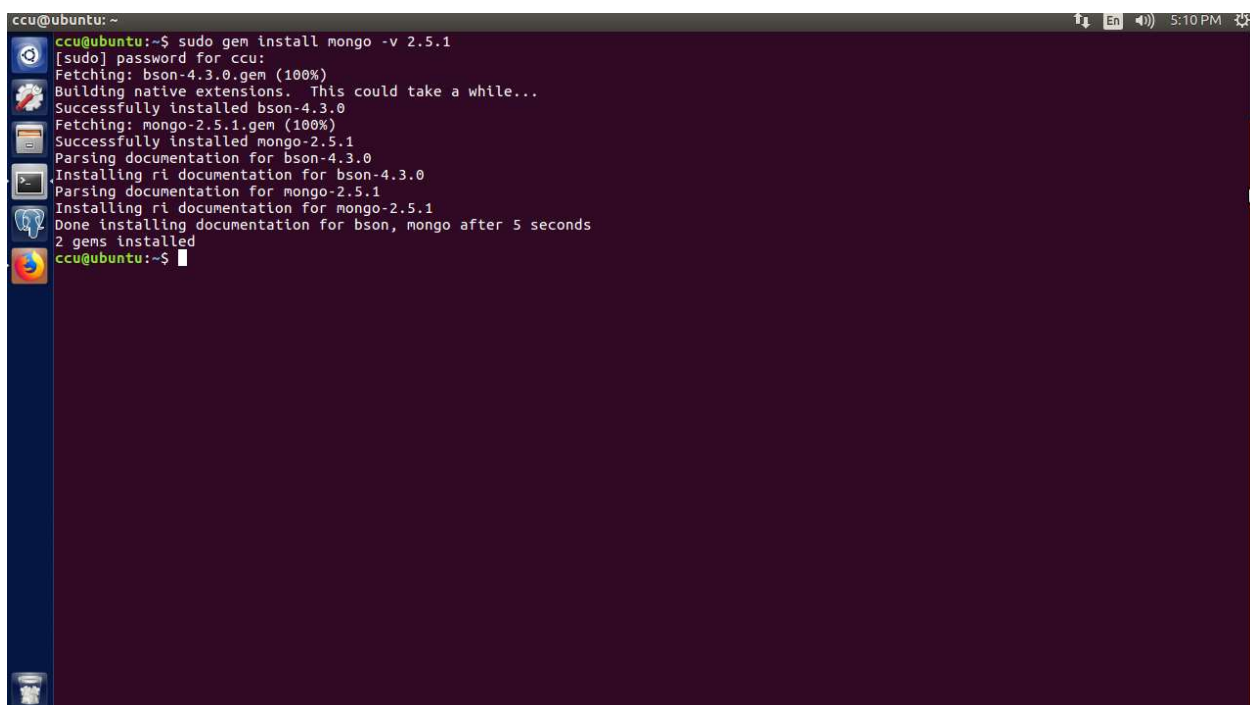 ccu@ubuntu: ~
En 5:10 PM
ccu@ubuntu:~$ sudo gem install mongo -v 2.5.1
[sudo] password for ccu:
Fetching: bson-4.3.0.gem (100%)
Building native extensions.  This could take a while...
Successfully installed bson-4.3.0
Fetching: mongo-2.5.1.gem (100%)
Successfully installed mongo-2.5.1
Parsing documentation for bson-4.3.0
Installing ri documentation for bson-4.3.0
Parsing documentation for mongo-2.5.1
Installing ri documentation for mongo-2.5.1
Done installing documentation for bson, mongo after 5 seconds
2 gems installed
ccu@ubuntu:~$